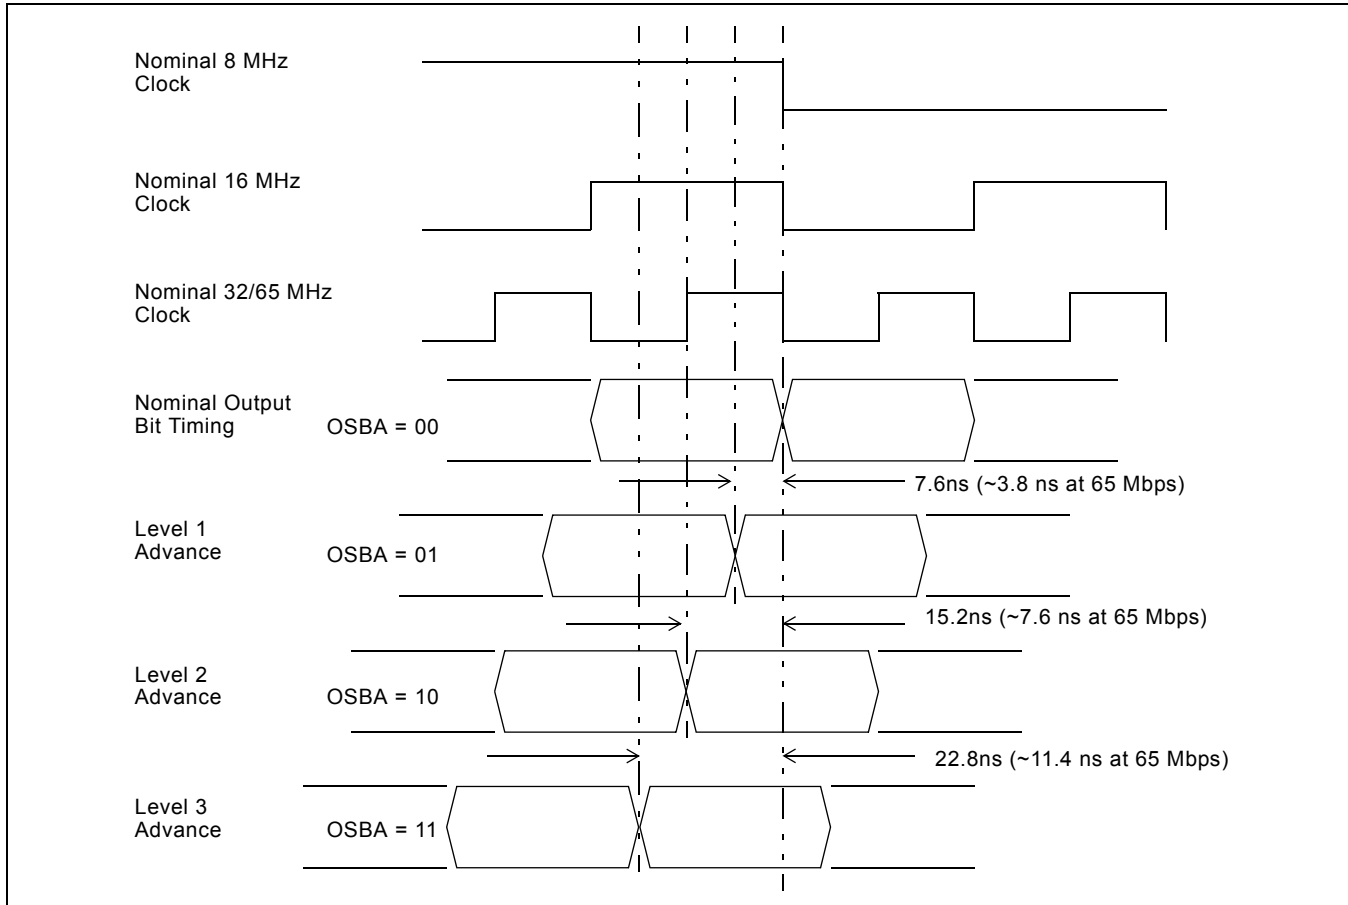 Nominal 8 MHz
Clock
Nominal 16 MHz
Clock
Nominal 32/65 MHz
Clock
Nominal Output
Bit Timing
OSBA = 00
7.6ns (~3.8 ns at 65 Mbps)
Level 1
Advance
OSBA = 01
15.2ns (~7.6 ns at 65 Mbps)
Level 2
Advance
OSBA = 10
22.8ns (~11.4 ns at 65 Mbps)
Level 3
Advance
OSBA = 11